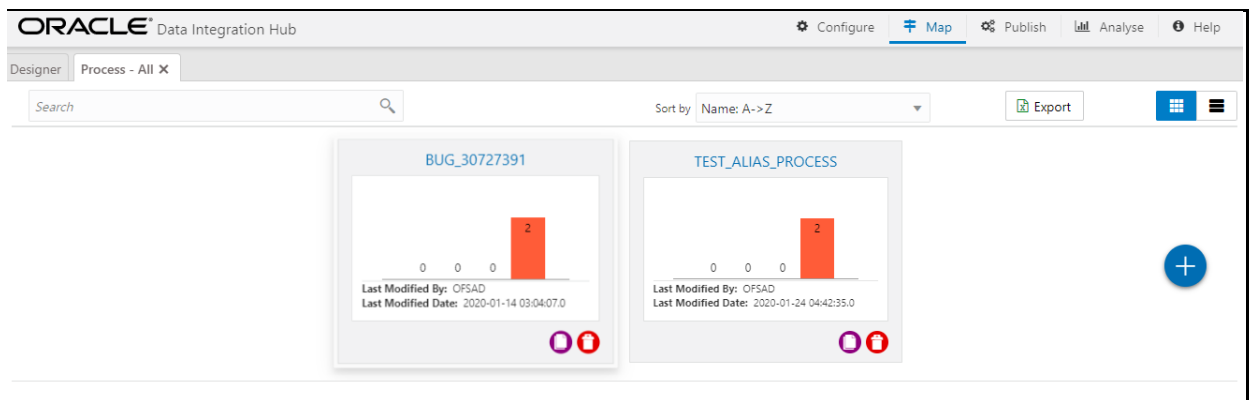 ORACLE® Data Integration Hub
Configure Map Publish Analyse Help
Designer Process - All X
Search Sort by Name: A->Z Export
BUG_30727391
2
0 0 0
Last Modified By: OFSAD
Last Modified Date: 2020-01-14 03:04:07.0
TEST_ALIAS_PROCESS
2
0 0 0
Last Modified By: OFSAD
Last Modified Date: 2020-01-24 04:42:35.0